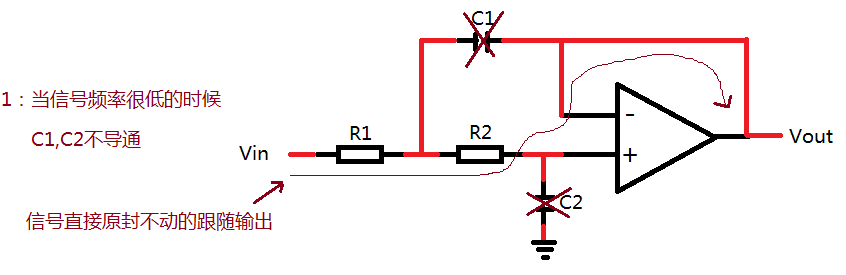 C1
1：当信号频率很低的时候
C1,C2不导通
R1
R2
-
Vin
+
Vout
C2
信号直接原封不动的跟随输出